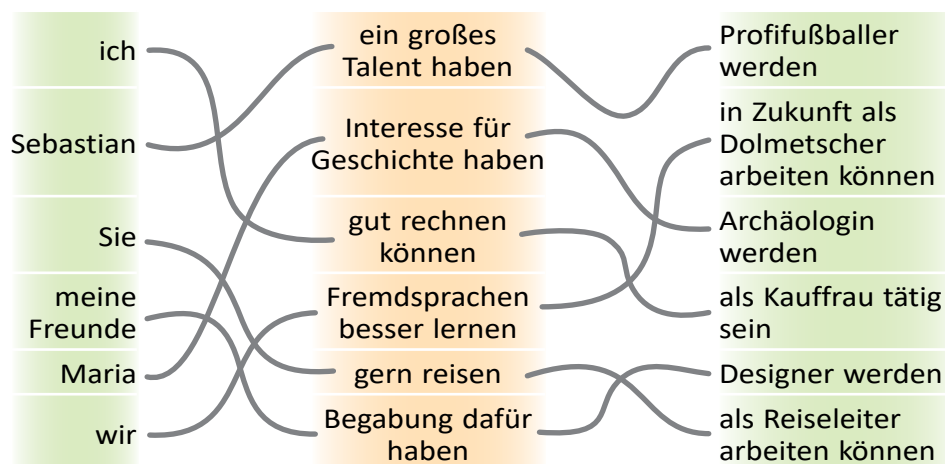 ich
Sebastian
Sie
meine
Freunde
Maria
wir
ein großes
Talent haben
Interesse für
Geschichte haben
gut rechnen
können
Fremdsprachen
besser lernen
gern reisen
Begabung dafür
haben
Profifußballer
werden
in Zukunft als
Dolmetscher
arbeiten können
Archäologin
werden
als Kauffrau tätig
sein
Designer werden
als Reiseleiter
arbeiten können